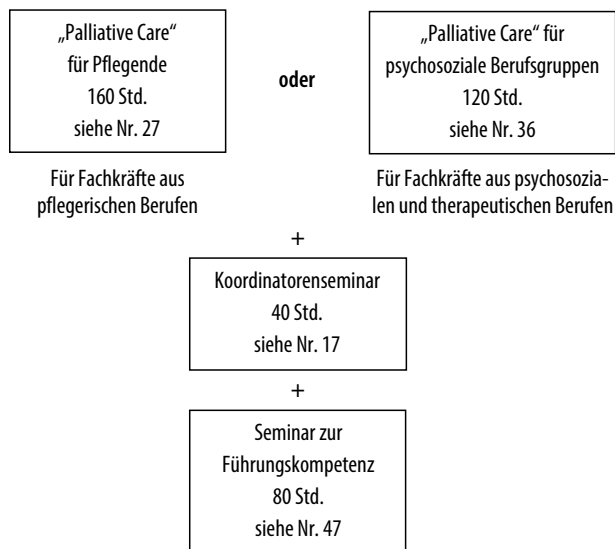 „Palliative Care“
für Pflegende
160 Std.
siehe Nr. 27
oder
„Palliative Care“ für
psychosoziale Berufsgruppen
120 Std.
siehe Nr. 36
Für Fachkräfte aus
pflegerischen Berufen
Für Fachkräfte aus psychosozia-
len und therapeutischen Berufen
+
Koordinatorenseminar
40 Std.
siehe Nr. 17
+
Seminar zur
Führungskompetenz
80 Std.
siehe Nr. 47